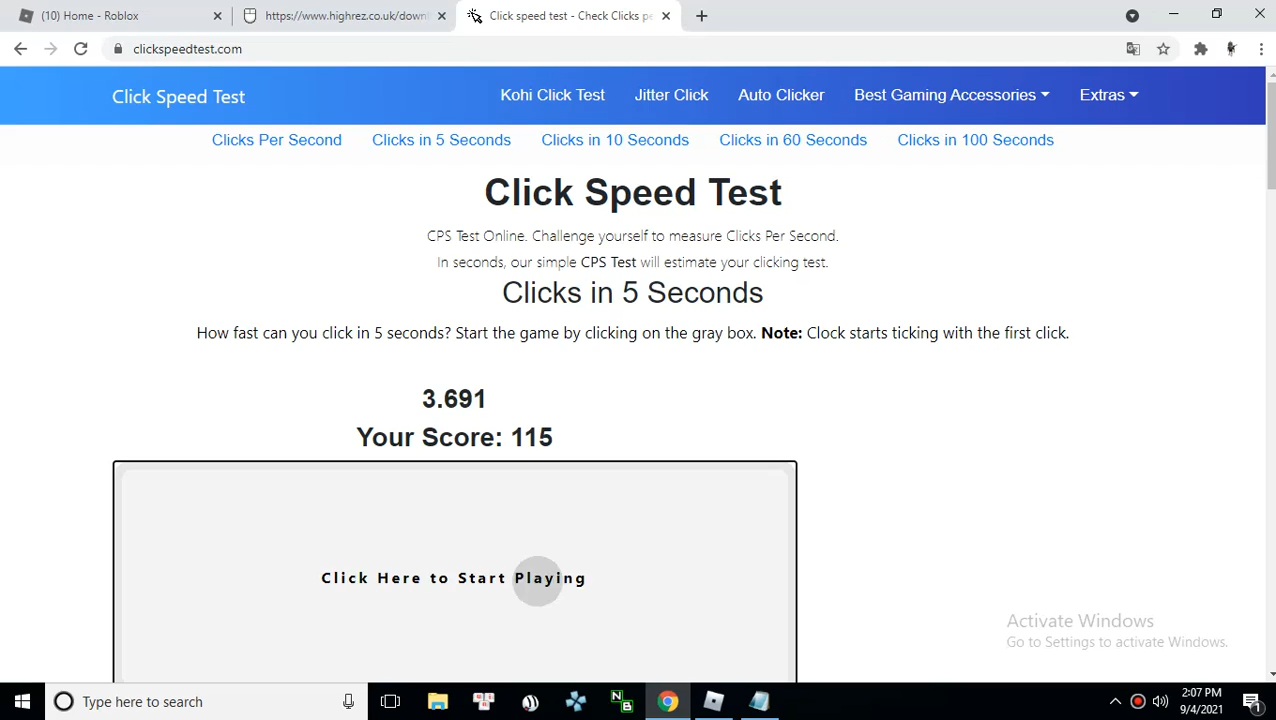 (10) Home - Roblox
https://www.highrez.co.uk/downl
Click speed test - Check Clicks pe
clickspeedtest.com
Click Speed Test
Kohi Click Test
Jitter Click
Auto Clicker
Best Gaming Accessories
Extras
Clicks Per Second
Clicks in 5 Seconds
Clicks in 10 Seconds
Clicks in 60 Seconds
Clicks in 100 Seconds
Click Speed Test
CPS Test Online. Challenge yourself to measure Clicks Per Second.
In seconds, our simple CPS Test will estimate your clicking test.
Clicks in 5 Seconds
How fast can you click in 5 seconds? Start the game by clicking on the gray box. Note: Clock starts ticking with the first click.
3.691
Your Score: 115
Click Here to Start Playing
Activate Windows
Go to Settings to activate Windows.
Type here to search
N
B
2:07 PM
9/4/2021
1